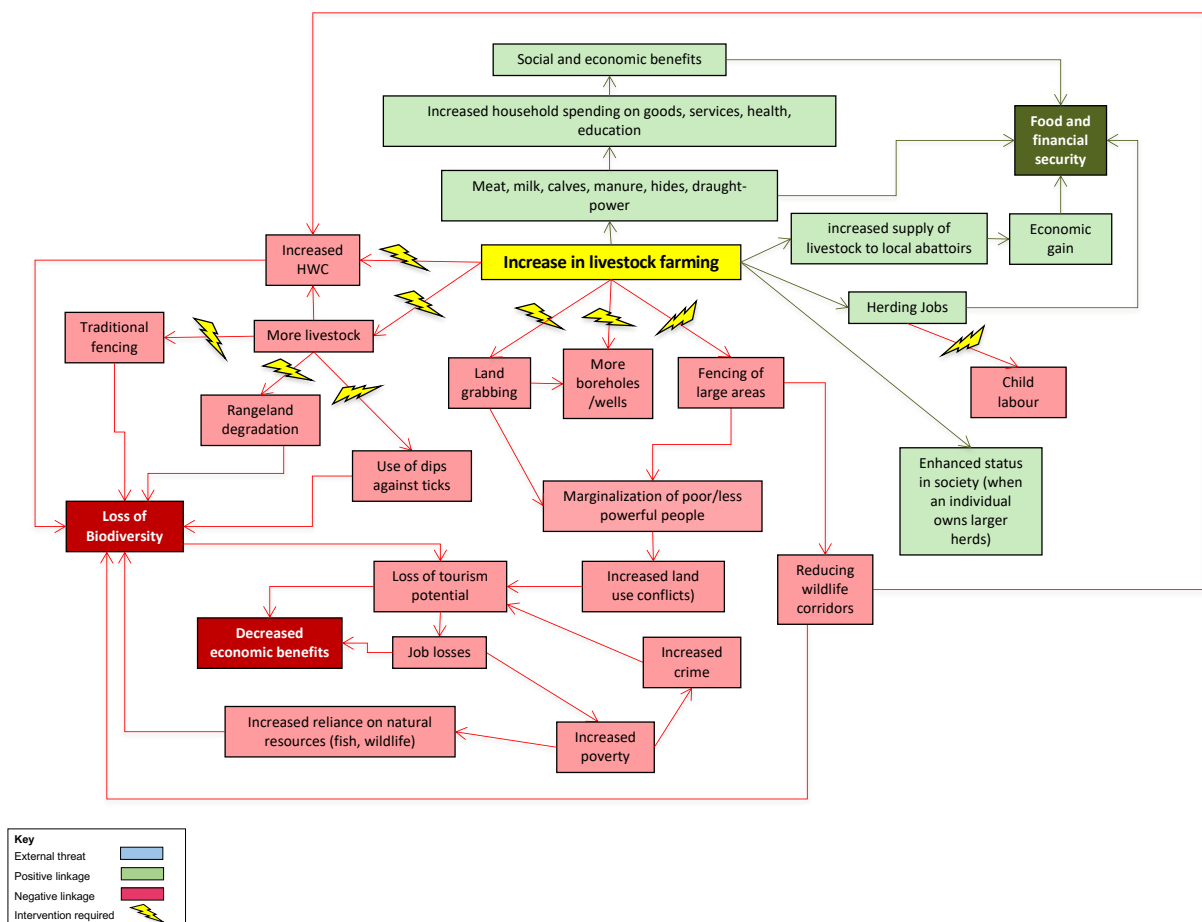 Social and economic benefits
Increased household spending on goods, services, health,
education
Food and
financial
security
Meat, milk, calves, manure, hides, draught-
power
increased supply of
livestock to local abattoirs
Economic
gain
Increased
HWC
Increase in livestock farming
Herding Jobs
Traditional
fencing
More livestock
Land
grabbing
More
boreholes
/wells
Fencing of
large areas
Child
labour
Rangeland
degradation
Use of dips
against ticks
Enhanced status
in society (when
an individual
owns larger
herds)
Marginalization of poor/less
powerful people
Loss of
Biodiversity
Loss of tourism
potential
Increased land
use conflicts)
Reducing
wildlife
corridors
Decreased
economic benefits
Job losses
Increased
crime
Increased reliance on natural
resources (fish, wildlife)
Increased
poverty
Key
External threat
Positive linkage
Negative linkage
Intervention required